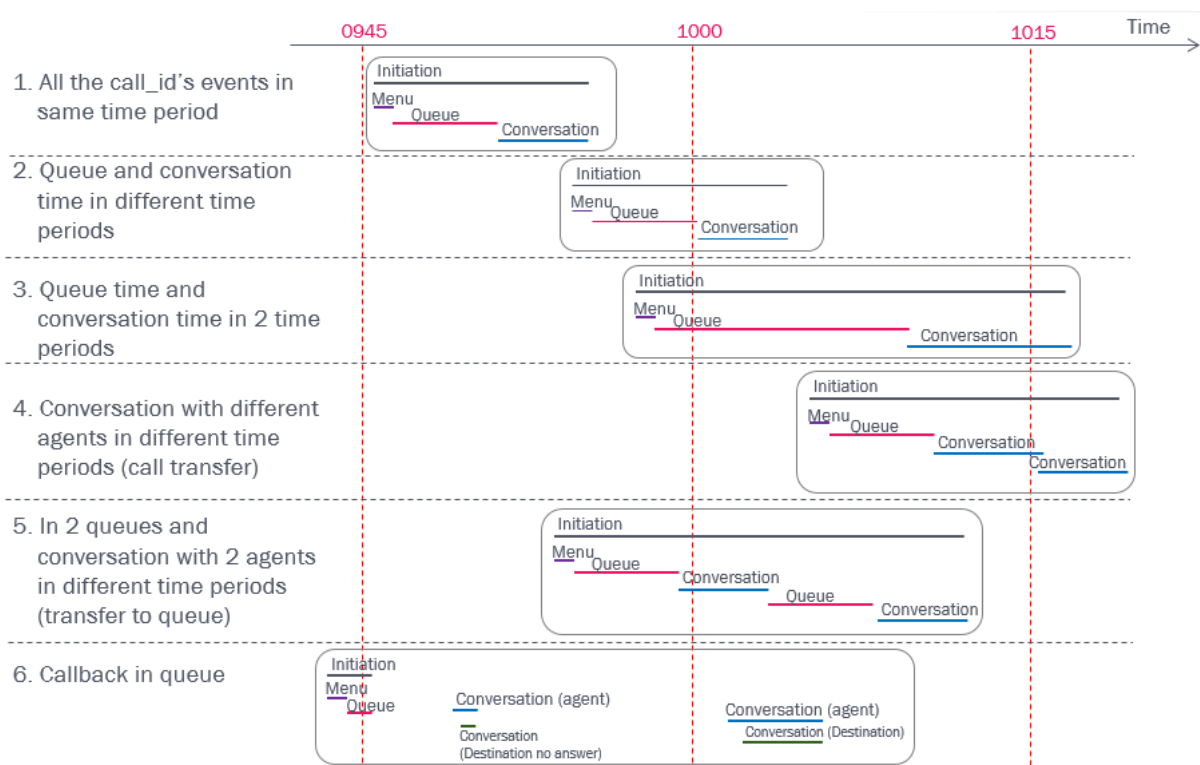 0945
1000
1015
Time
1. All the call_id's events in
same time period
Initiation
Menu
Queue
Conversation
2. Queue and conversation
time in different time
periods
Initiation
Menu
Queue
Conversation
3. Queue time and
conversation time in 2 time
periods
Initiation
Menu
Queue
Conversation
4. Conversation with different
agents in different time
periods (call transfer)
Initiation
Menu
Queue
Conversation
Conversation
5. In 2 queues and
conversation with 2 agents
in different time periods
(transfer to queue)
Initiation
Menu
Queue
Conversation
Queue
Conversation
6. Callback in queue
Initiation
Menu
Queue
Conversation (agent)
Conversation
(Destination no answer)
Conversation (agent)
Conversation (Destination)